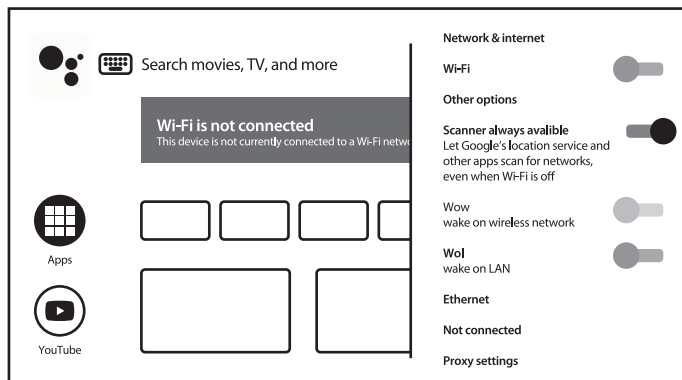 Search movies, TV, and more
Wi-Fi is not connected
This device is not currently connected to a Wi-Fi netwo
Apps
YouTube
Network & internet
Wi-Fi
Other options
Scanner always avalible
Let Google's location service and
other apps scan for networks,
even when Wi-Fi is off
Wow
wake on wireless network
Wol
wake on LAN
Ethernet
Not connected
Proxy settings